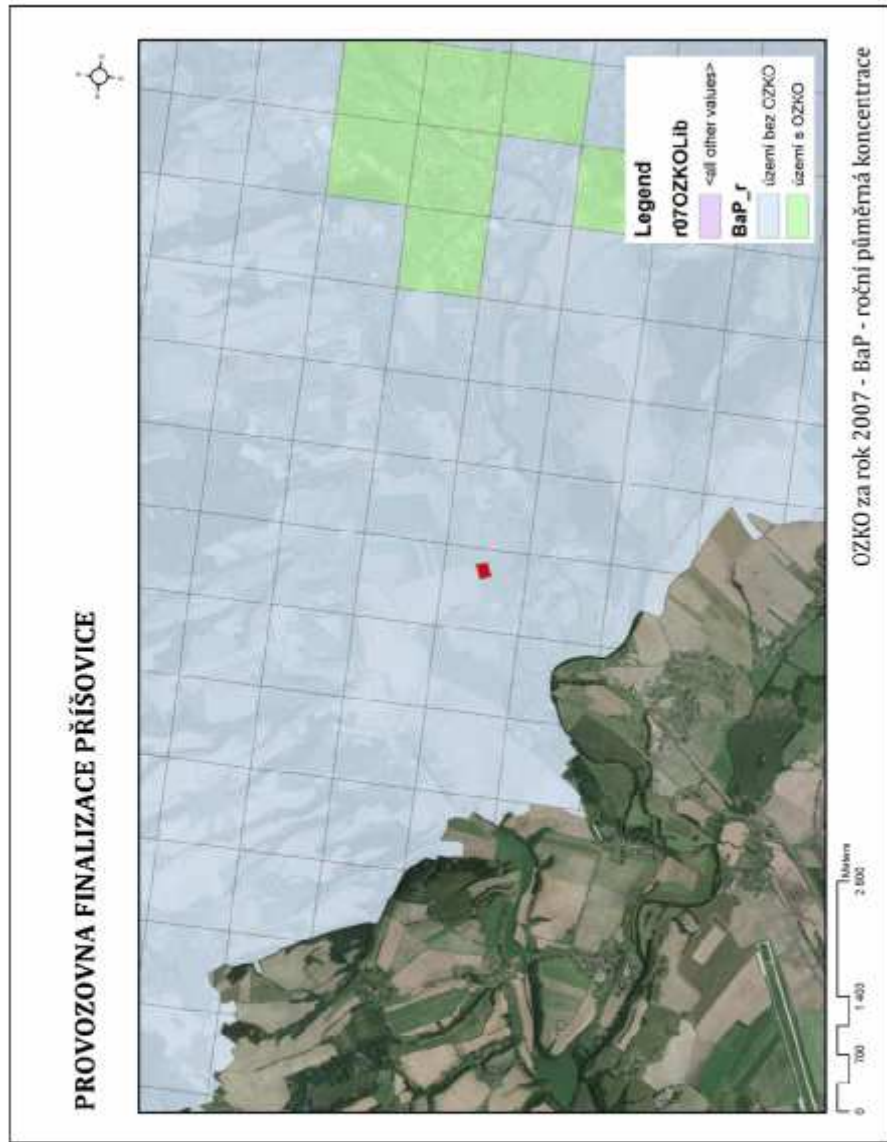 PROVOZOVNA FINALIZACE PŘÍŠOVICE
Legend
r07OZKOLib
<all other values>
BaP_r
území bez OZKO
území s OZKO
0 700 1 400 2 800
Meters
OZKO za rok 2007 - BaP - roční půměrná koncentrace